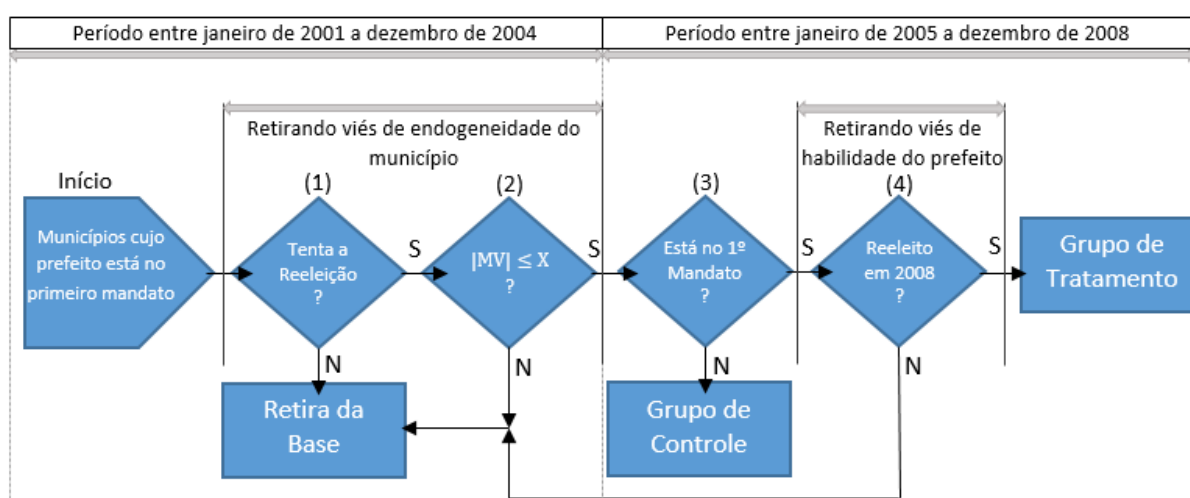 Período entre janeiro de 2001 a dezembro de 2004
Período entre janeiro de 2005 a dezembro de 2008
Retirando viés de endogeneidade do
município
Retirando viés de
habilidade do prefeito
Início
(1)
(2)
(3)
(4)
Municípios cujo
prefeito está no
primeiro mandato
Tenta a
Reeleição
?
S
|MV| ≤ X
?
S
Está no 1º
Mandato
?
S
Reeleito
em 2008
?
S
Grupo de
Tratamento
N
N
N
N
Retira da
Base
Grupo de
Controle